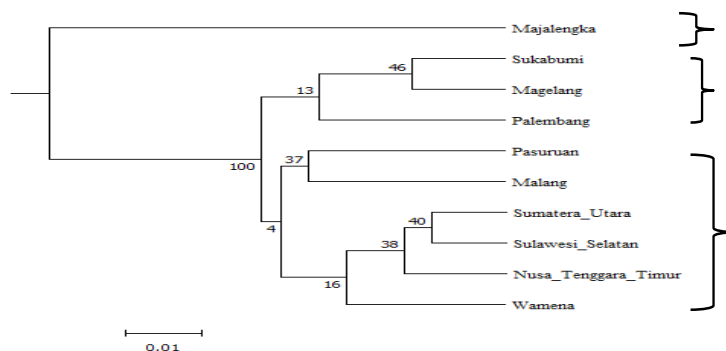 Majalengka
Sukabumi
46
Magelang
13
Palembang
Pasuruan
37
100
Malang
Sumatera_Utara
40
4
Sulawesi_Selatan
38
Nusa_Tenggara_Timur
16
Wamena
0.01